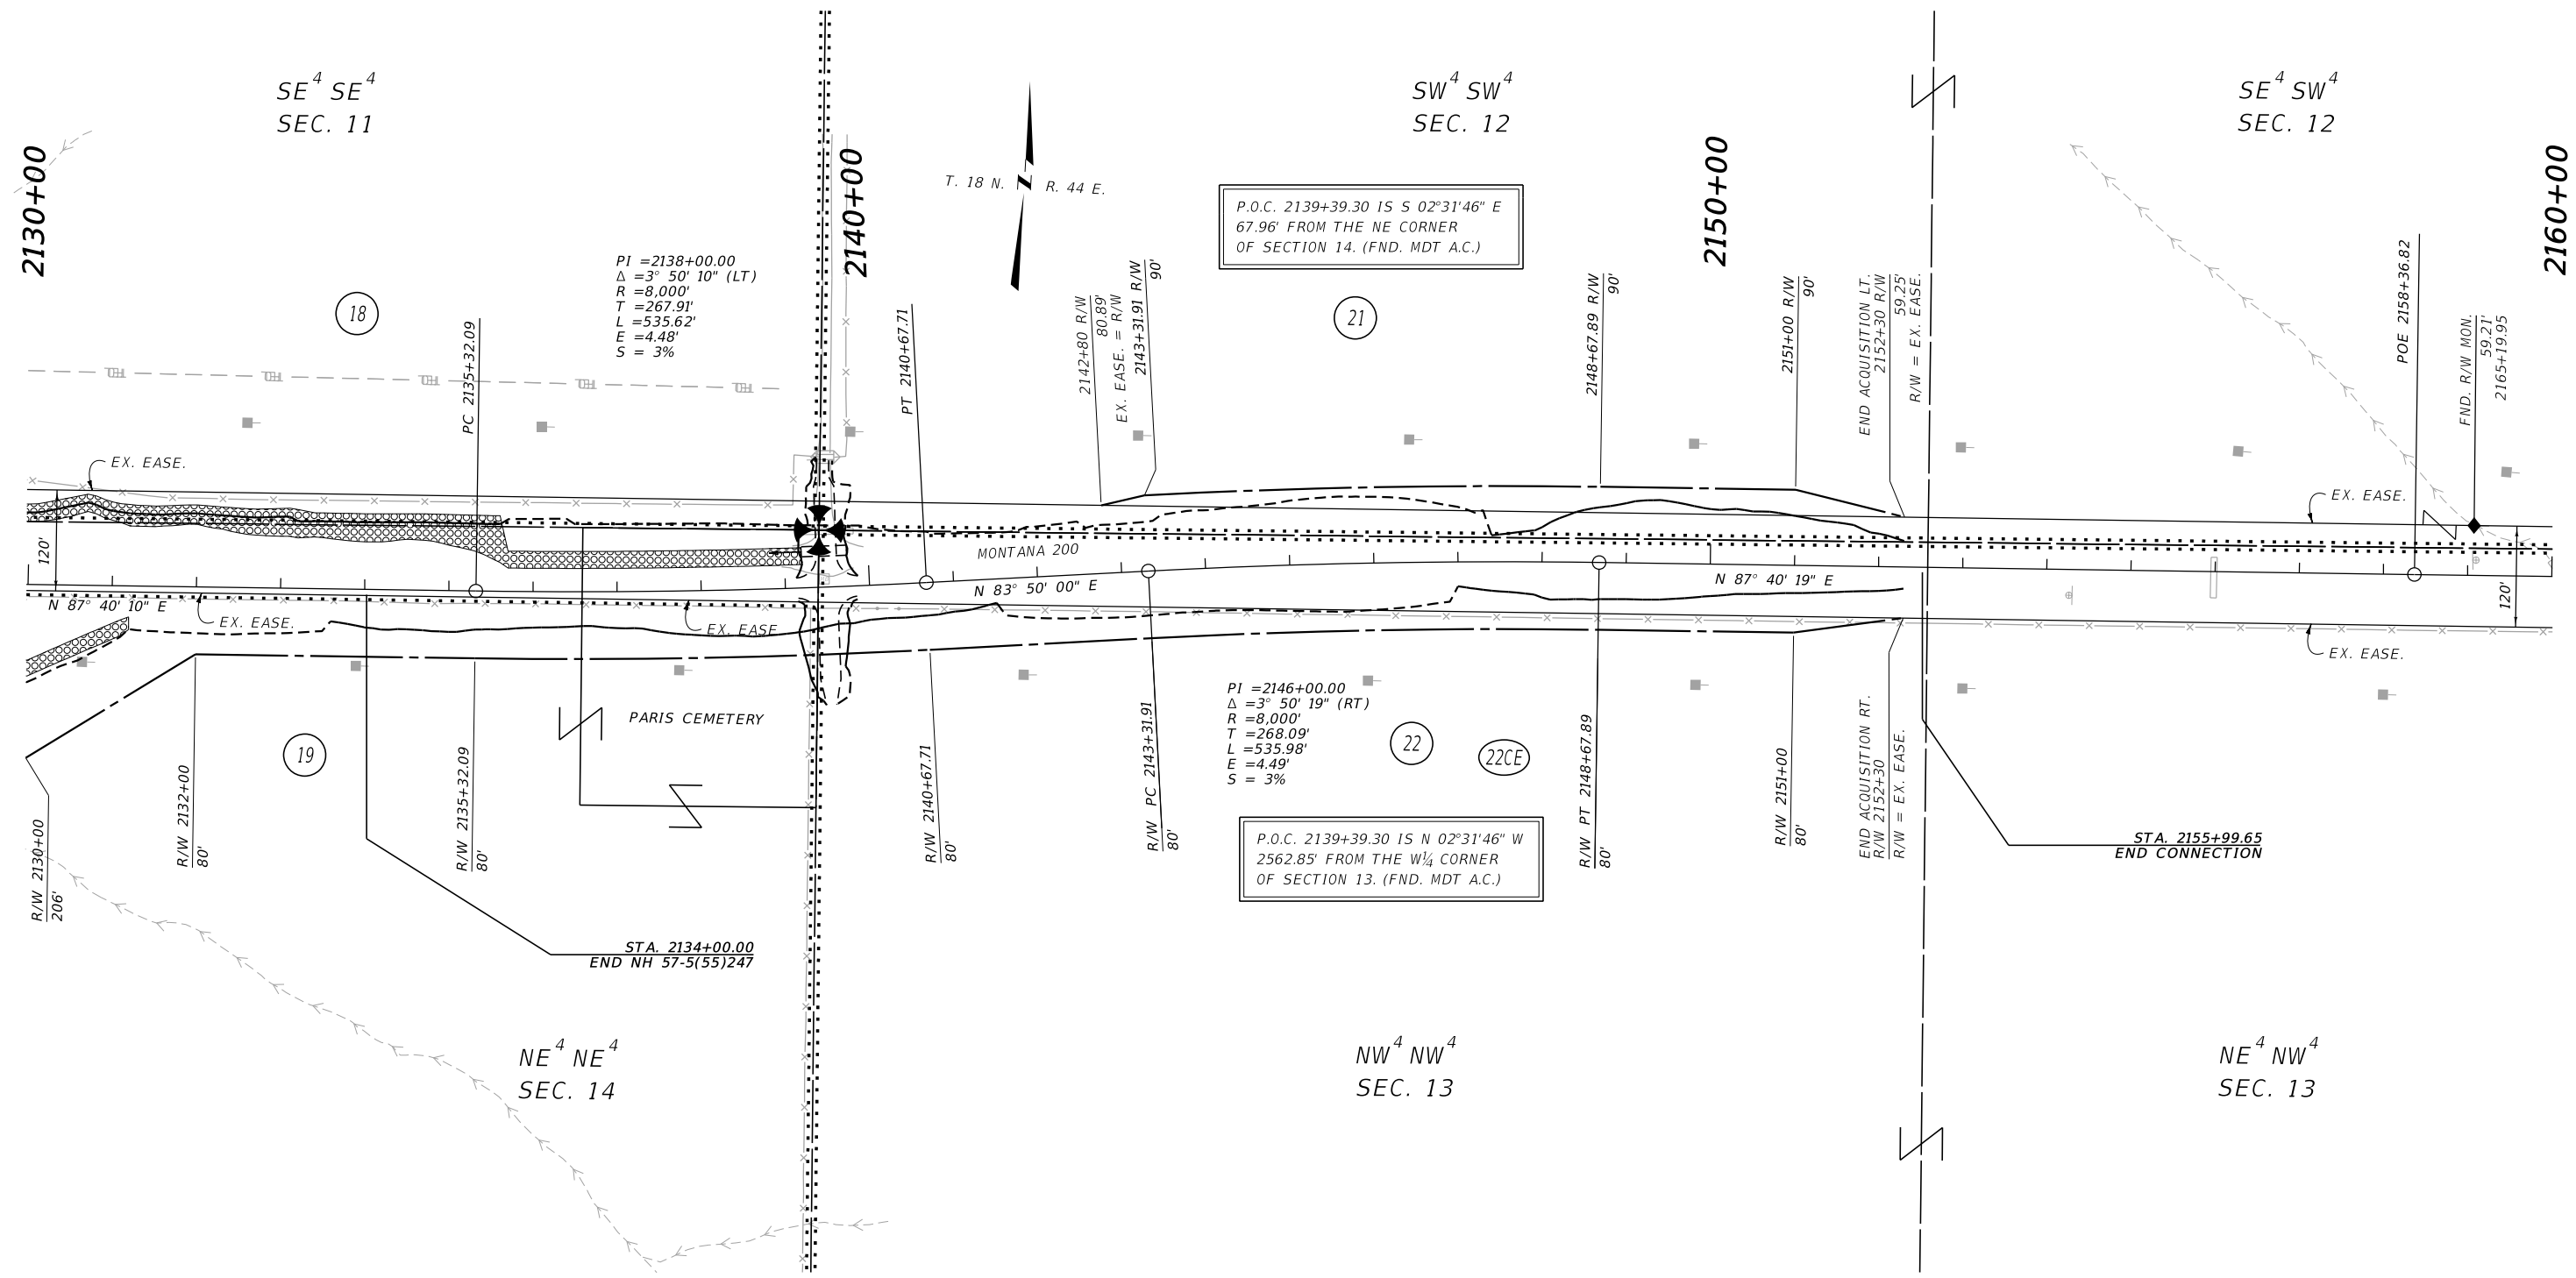 SE4 SE4
SEC. 11
SW4 SW4
SEC. 12
SE4 SW4
SEC. 12
2130+00
2140+00
2150+00
2160+00
T. 18 N. R. 44 E.
P.O.C. 2139+39.30 IS S 02°31'46" E
67.96' FROM THE NE CORNER
OF SECTION 14. (FND. MDT A.C.)
PI =2138+00.00
Δ =3° 50' 10" (LT)
R =8,000'
T =267.91'
L =535.62'
E =4.48'
S = 3%
18
21
PC 2135+32.09
PT 2140+67.71
2142+80 R/W
80.89'
EX. EASE. = R/W
2143+31.91 R/W
90'
2148+67.89 R/W
90'
2151+00 R/W
90'
END ACQUISITION LT.
2152+30 R/W
59.25'
R/W = EX. EASE.
POE 2158+36.82
FND. R/W MON.
59.21'
2165+19.95
OH OH OH OH OH
EX. EASE.
EX. EASE.
120'
MONTANA 200
N 87° 40' 10" E
N 83° 50' 00" E
N 87° 40' 19" E
120'
EX. EASE.
EX. EASE
EX. EASE.
PARIS CEMETERY
19
22
22CE
PI =2146+00.00
Δ =3° 50' 19" (RT)
R =8,000'
T =268.09'
L =535.98'
E =4.49'
S = 3%
R/W 2130+00
206'
R/W 2132+00
80'
R/W 2135+32.09
80'
R/W 2140+67.71
80'
R/W PC 2143+31.91
80'
R/W PT 2148+67.89
80'
R/W 2151+00
80'
END ACQUISITION RT.
R/W 2152+30
R/W = EX. EASE.
P.O.C. 2139+39.30 IS N 02°31'46" W
2562.85' FROM THE W¼ CORNER
OF SECTION 13. (FND. MDT A.C.)
STA. 2155+99.65
END CONNECTION
STA. 2134+00.00
END NH 57-5(55)247
NE4 NE4
SEC. 14
NW4 NW4
SEC. 13
NE4 NW4
SEC. 13